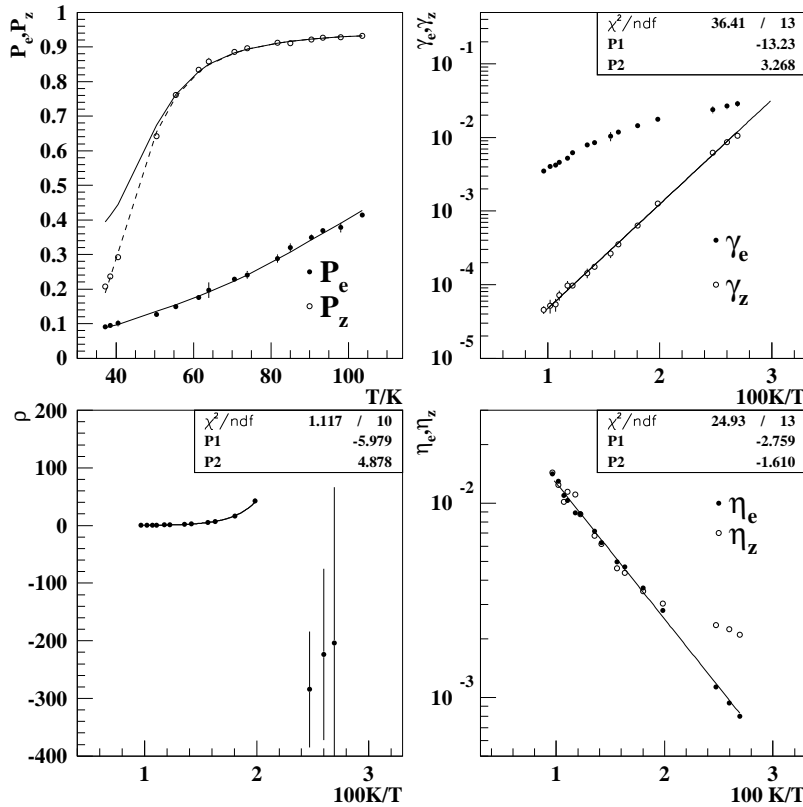 P_e,P_z
1
0.9
0.8
0.7
0.6
0.5
0.4
0.3
0.2
0.1
0
P_e
P_z
40
60
80
100
T/K
γ_e,γ_z
10^-1
10^-2
10^-3
10^-4
10^-5
χ²/ndf 36.41 / 13
P1 -13.23
P2 3.268
γ_e
γ_z
1
2
3
100K/T
ρ
200
100
0
-100
-200
-300
-400
χ²/ndf 1.117 / 10
P1 -5.979
P2 4.878
1
2
3
100K/T
η_e,η_z
10^-2
10^-3
χ²/ndf 24.93 / 13
P1 -2.759
P2 -1.610
η_e
η_z
1
2
3
100 K/T